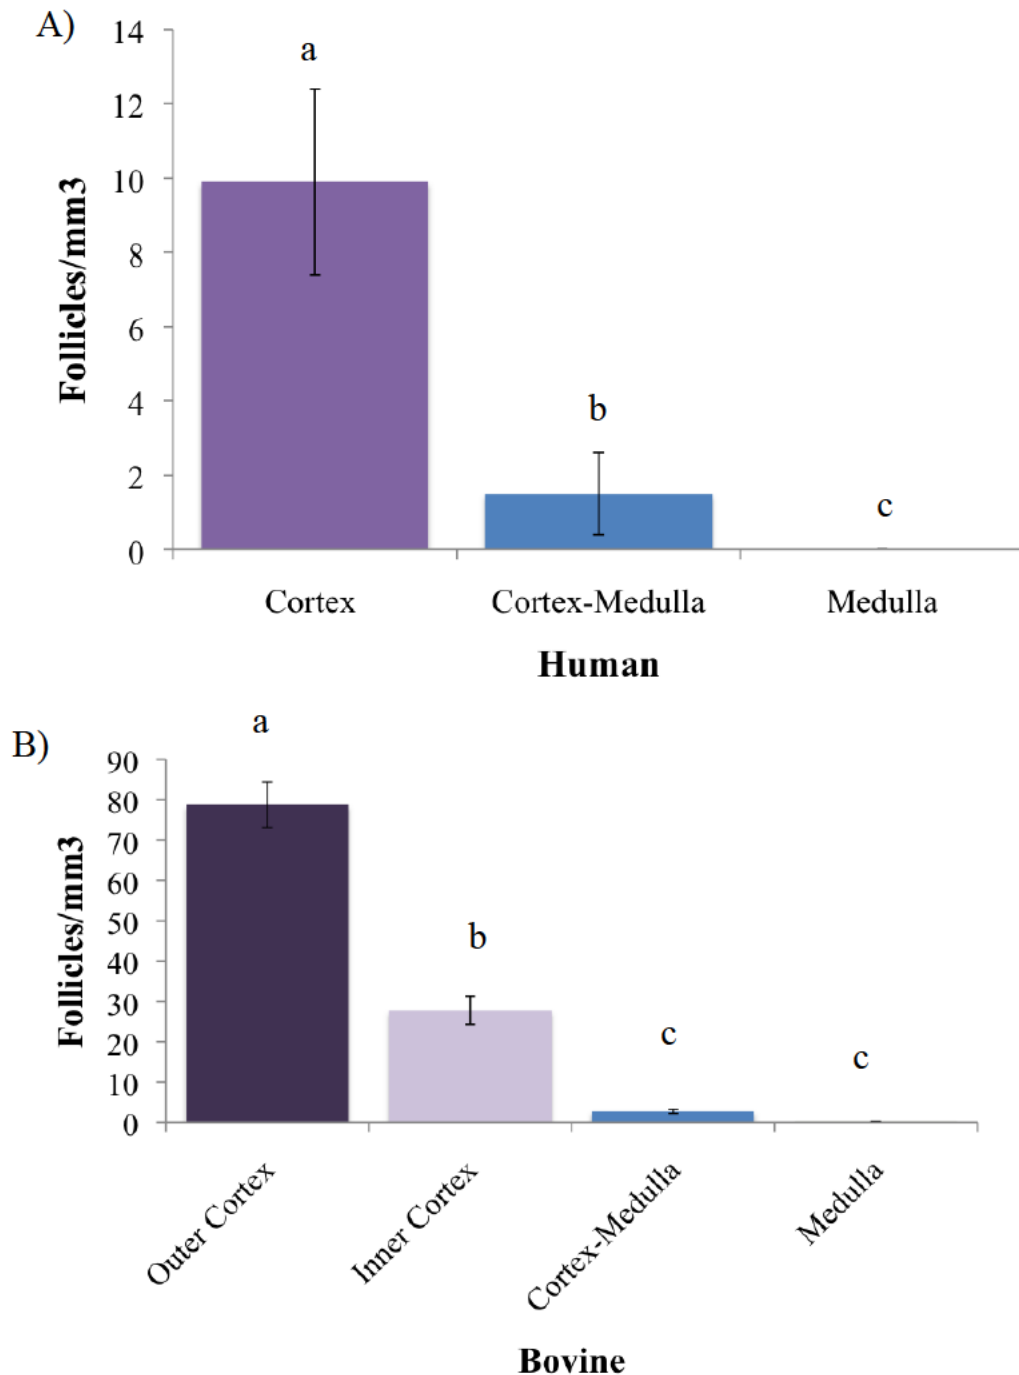 A)
Follicles/mm3
14
12
10
8
6
4
2
0
a
b
c
Cortex
Cortex-Medulla
Medulla
Human
B)
Follicles/mm3
90
80
70
60
50
40
30
20
10
0
a
b
c
c
Outer Cortex
Inner Cortex
Cortex-Medulla
Medulla
Bovine